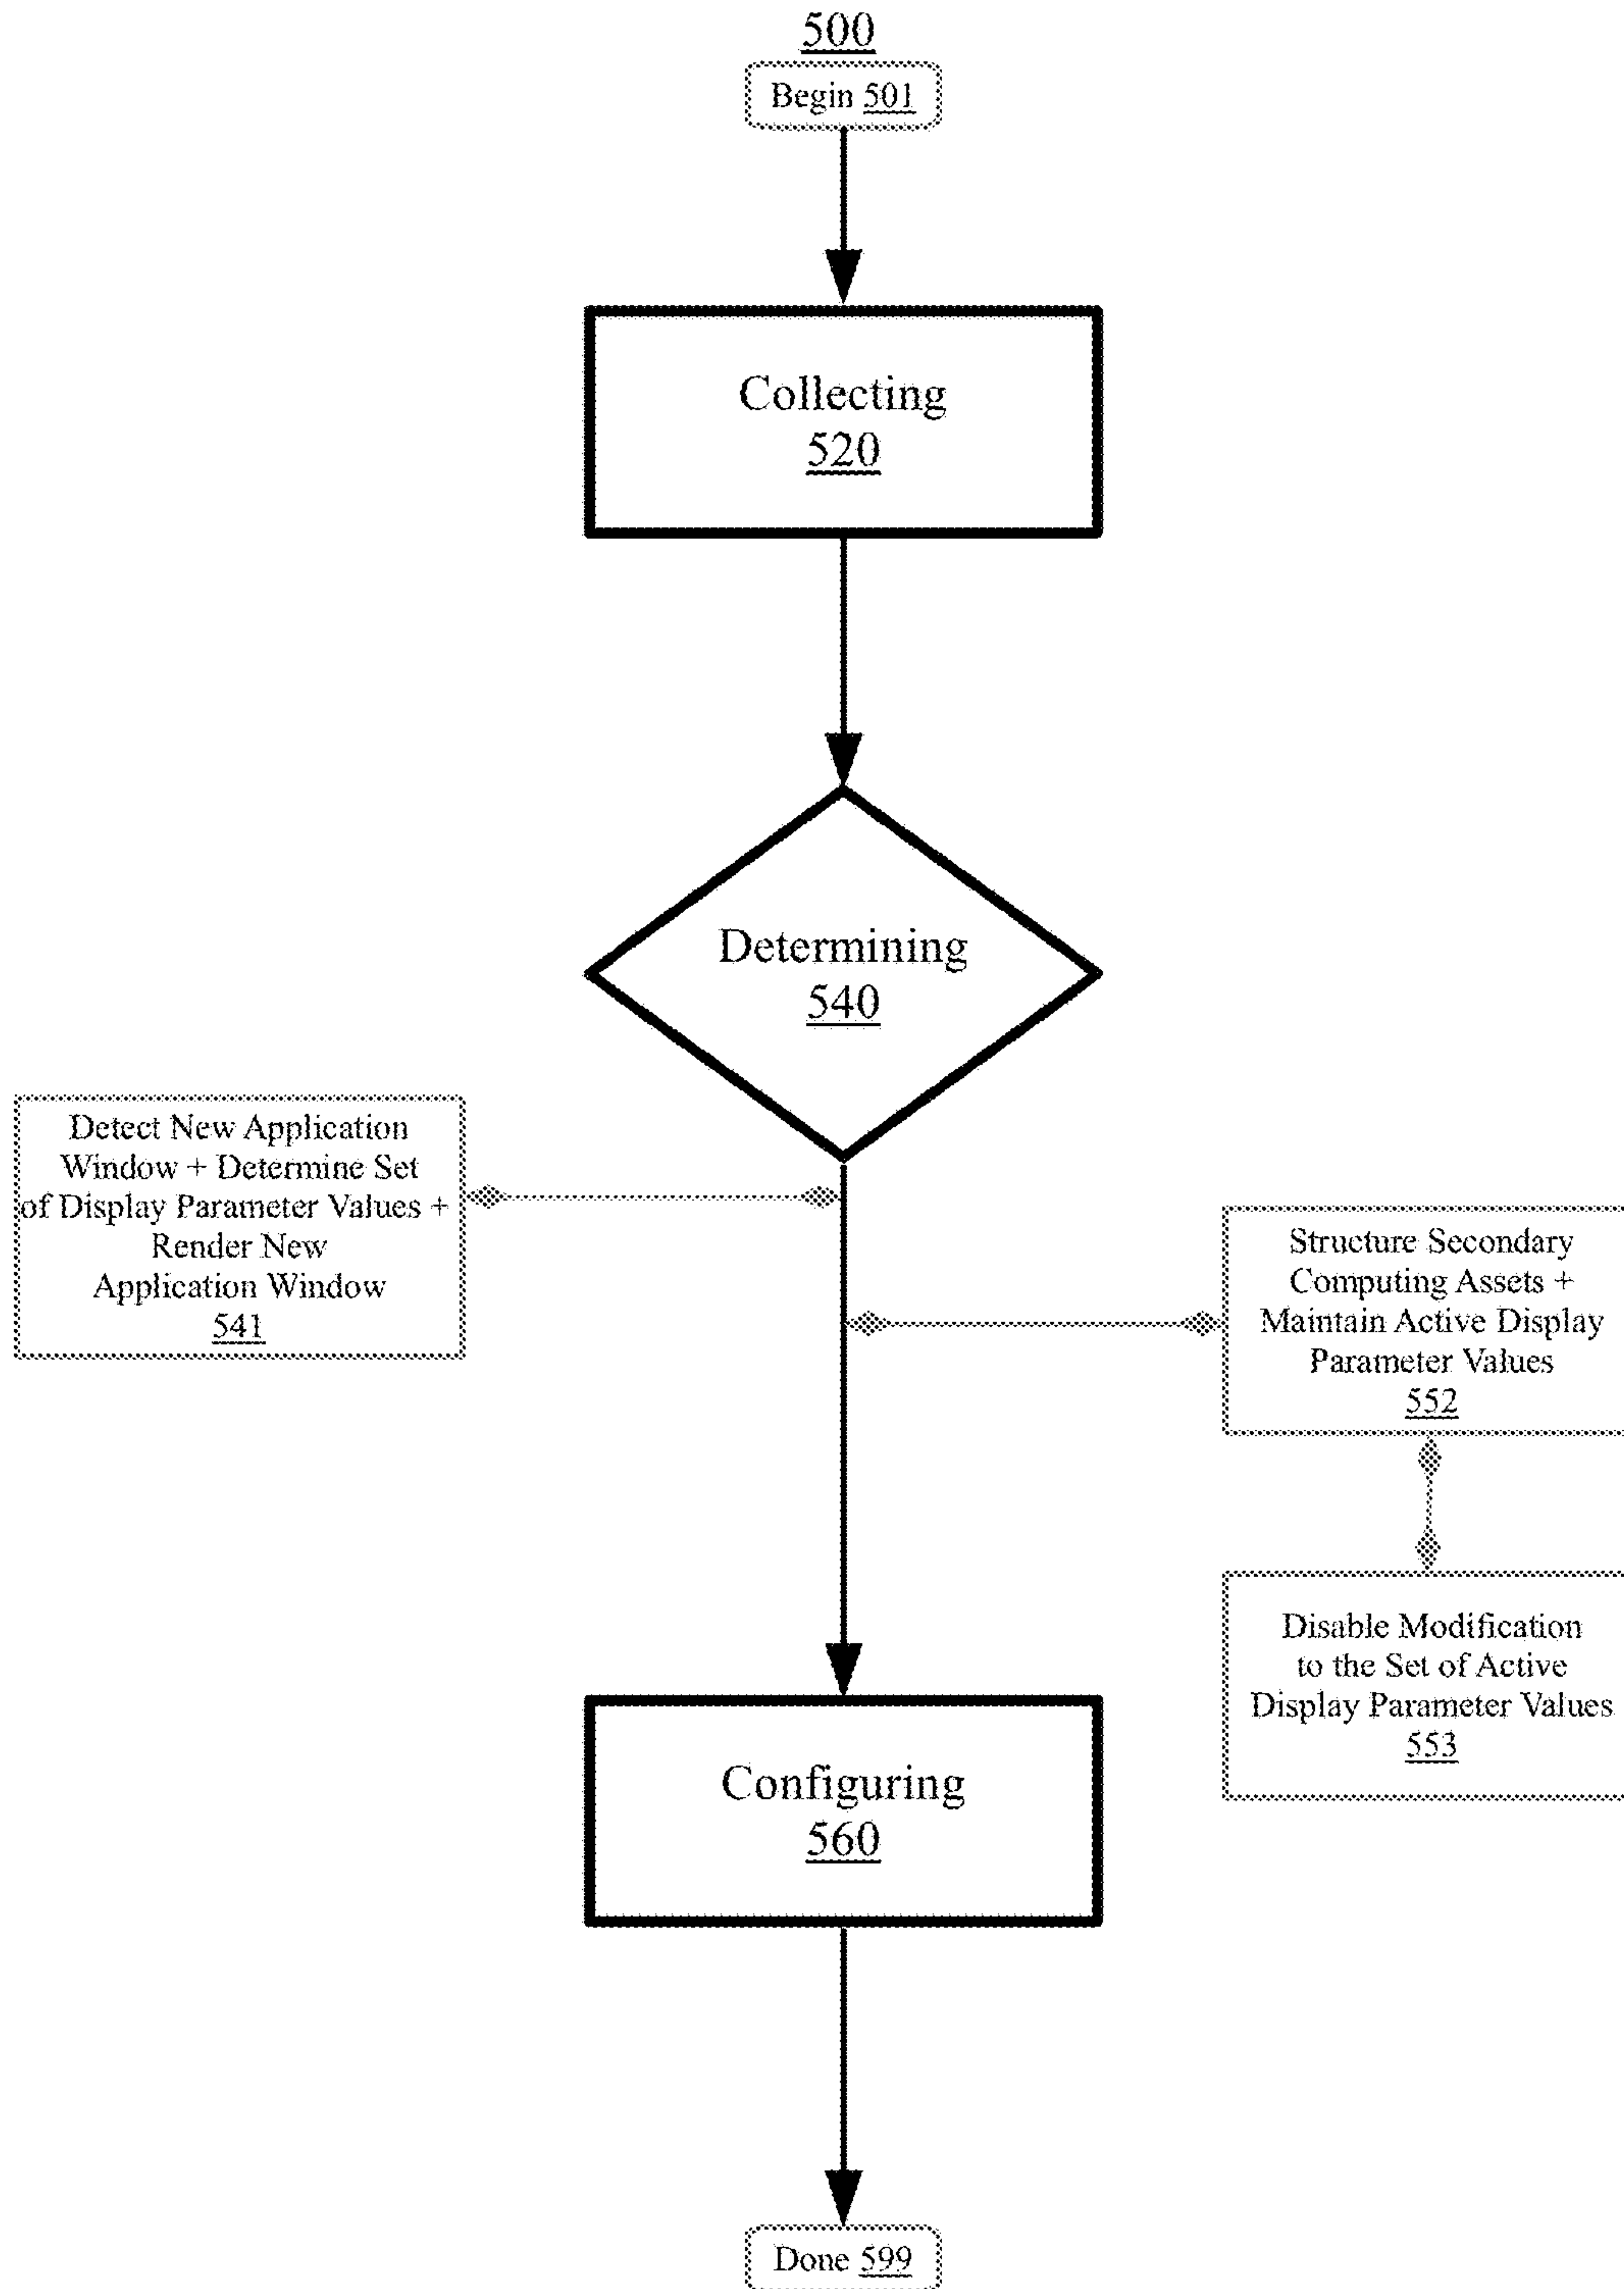 500
Begin 501
Collecting
520
Determining
540
Detect New Application
Window + Determine Set
of Display Parameter Values +
Render New
Application Window
541
Structure Secondary
Computing Assets +
Maintain Active Display
Parameter Values
552
Disable Modification
to the Set of Active
Display Parameter Values
553
Configuring
560
Done 599